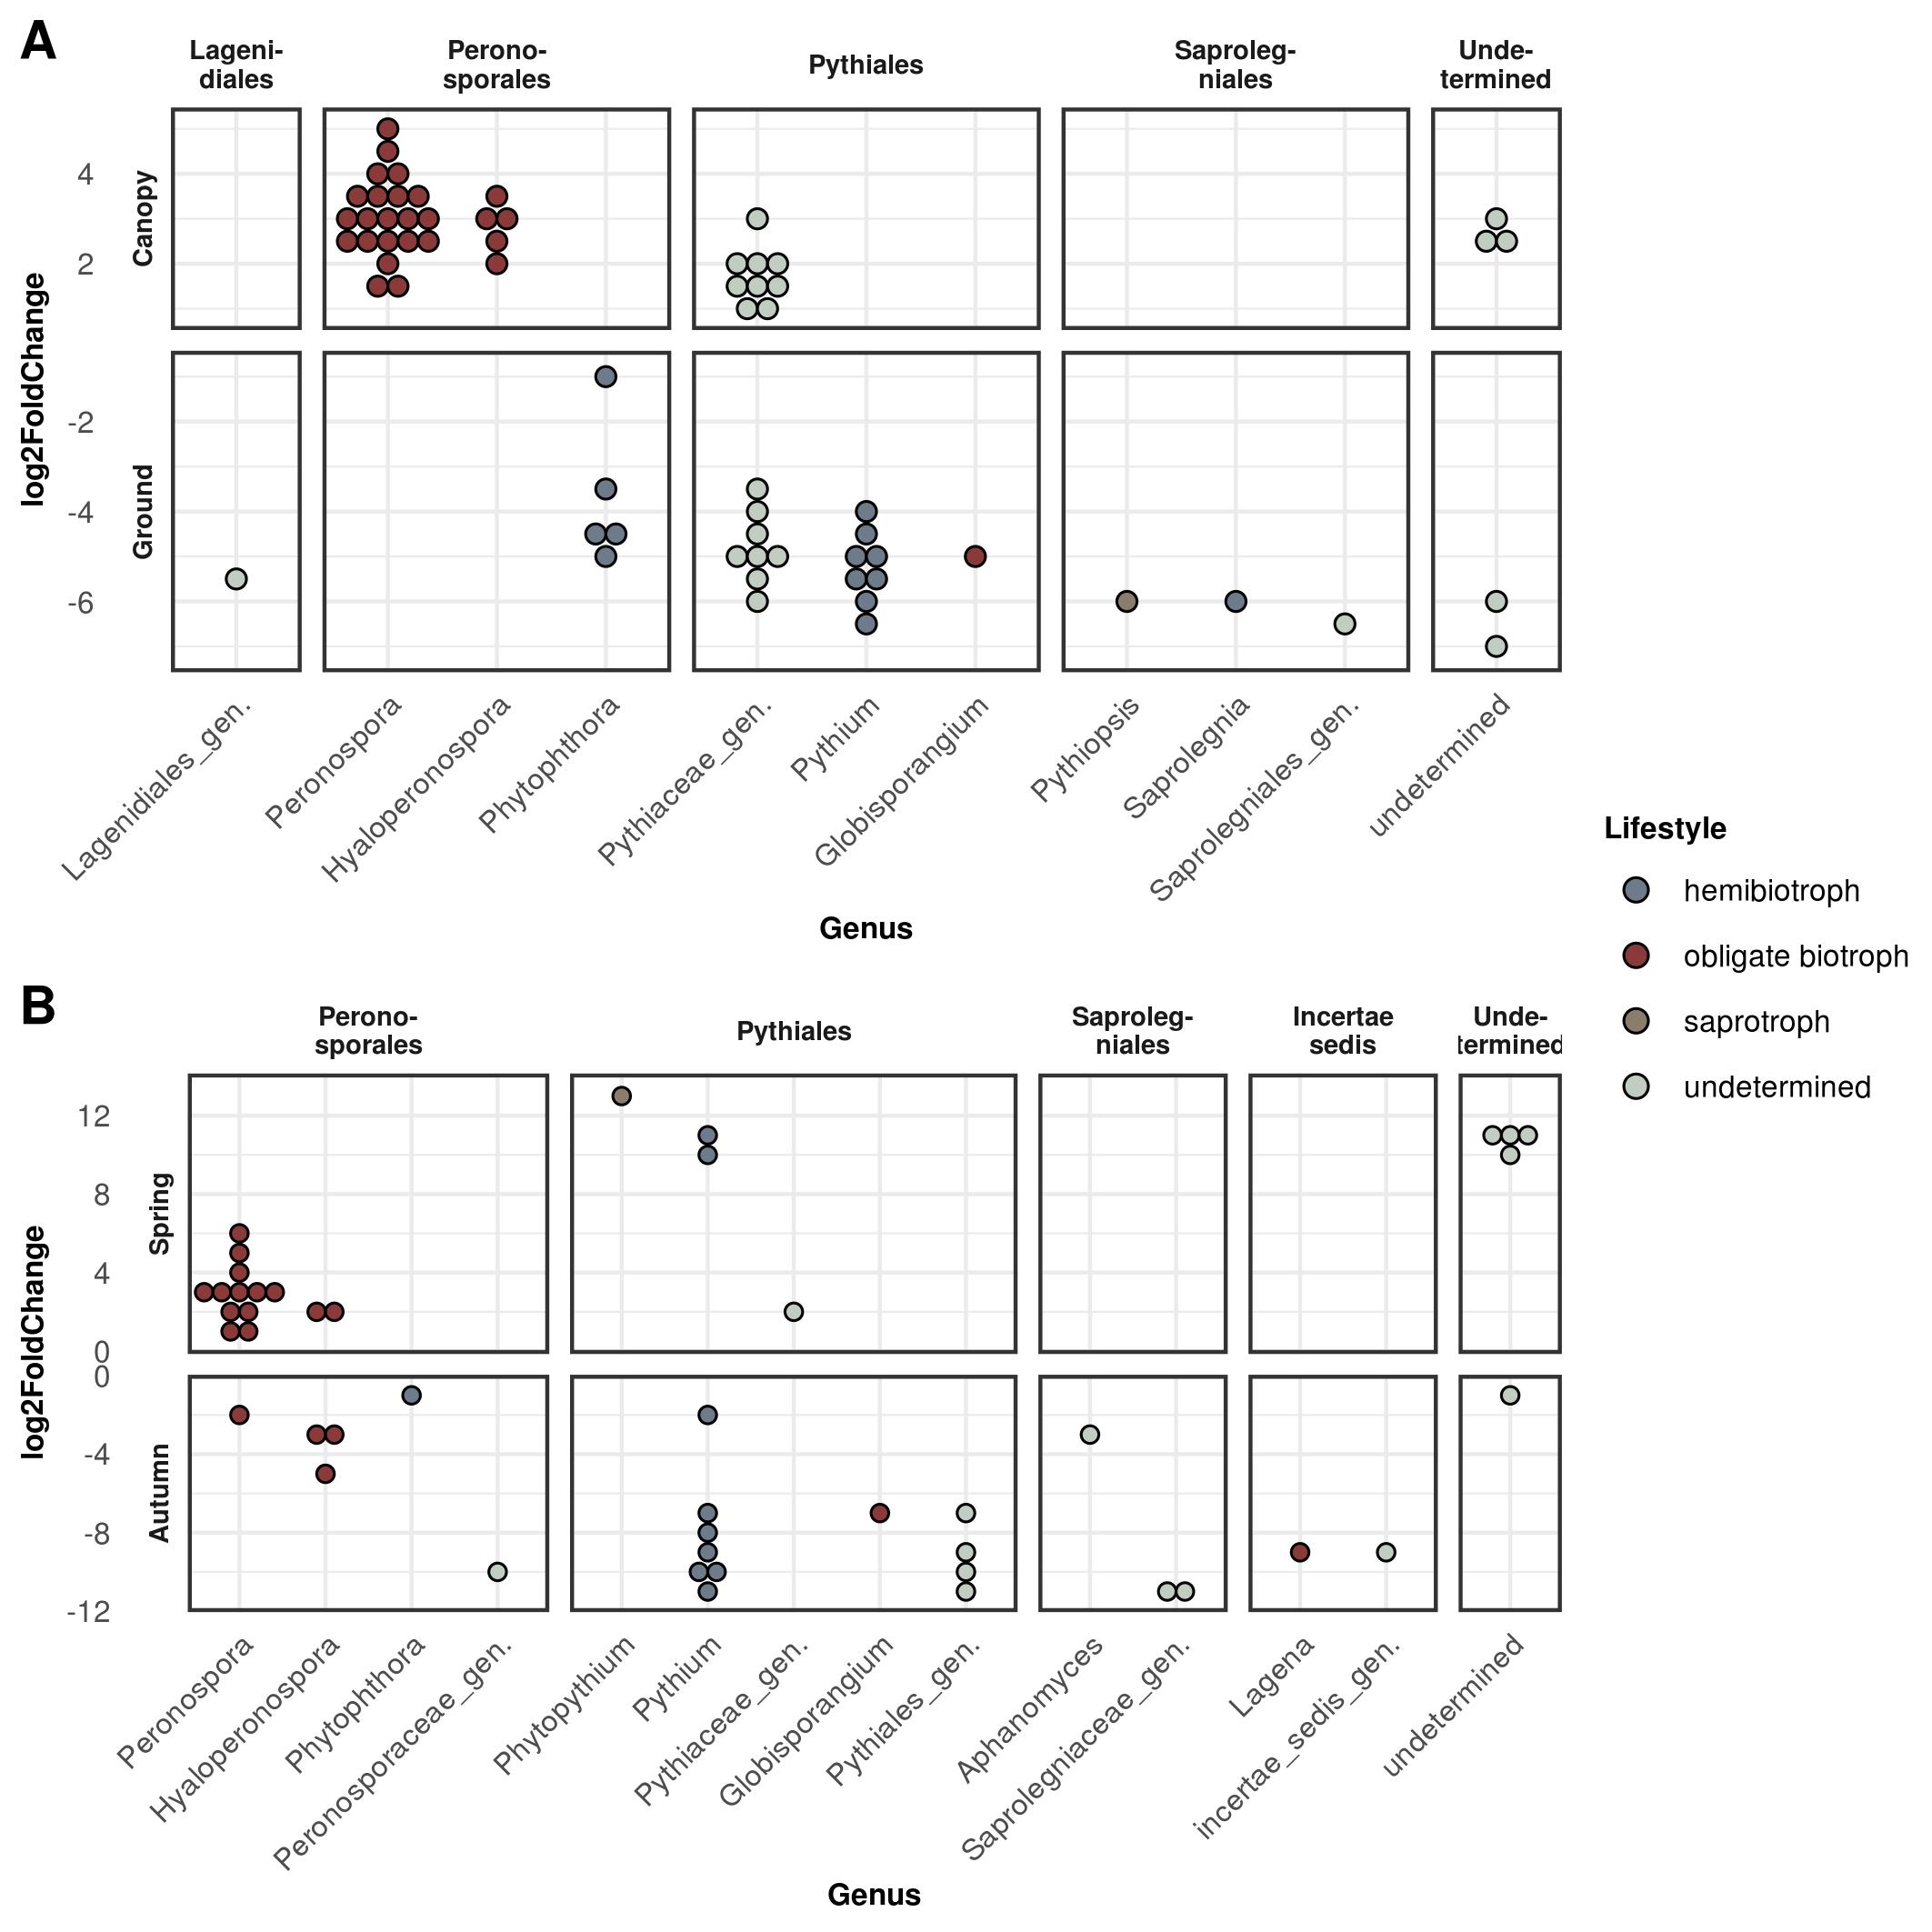 A
Lageni-
diales
Perono-
sporales
Pythiales
Saproleg-
niales
Unde-
termined
log2FoldChange
Canopy
4
2
Ground
-2
-4
-6
Lagenidiales_gen.
Peronospora
Hyaloperonospora
Phytophthora
Pythiaceae_gen.
Pythium
Globisporangium
Pythiopsis
Saprolegnia
Saprolegniales_gen.
undetermined
Genus
Lifestyle
hemibiotroph
obligate biotroph
saprotroph
undetermined
B
Perono-
sporales
Pythiales
Saproleg-
niales
Incertae
sedis
Unde-
termined
log2FoldChange
Spring
12
8
4
0
Autumn
0
-4
-8
-12
Peronospora
Hyaloperonospora
Phytophthora
Peronosporaceae_gen.
Phytopythium
Pythium
Pythiaceae_gen.
Globisporangium
Pythiales_gen.
Aphanomyces
Saprolegniaceae_gen.
Lagena
incertae_sedis_gen.
undetermined
Genus